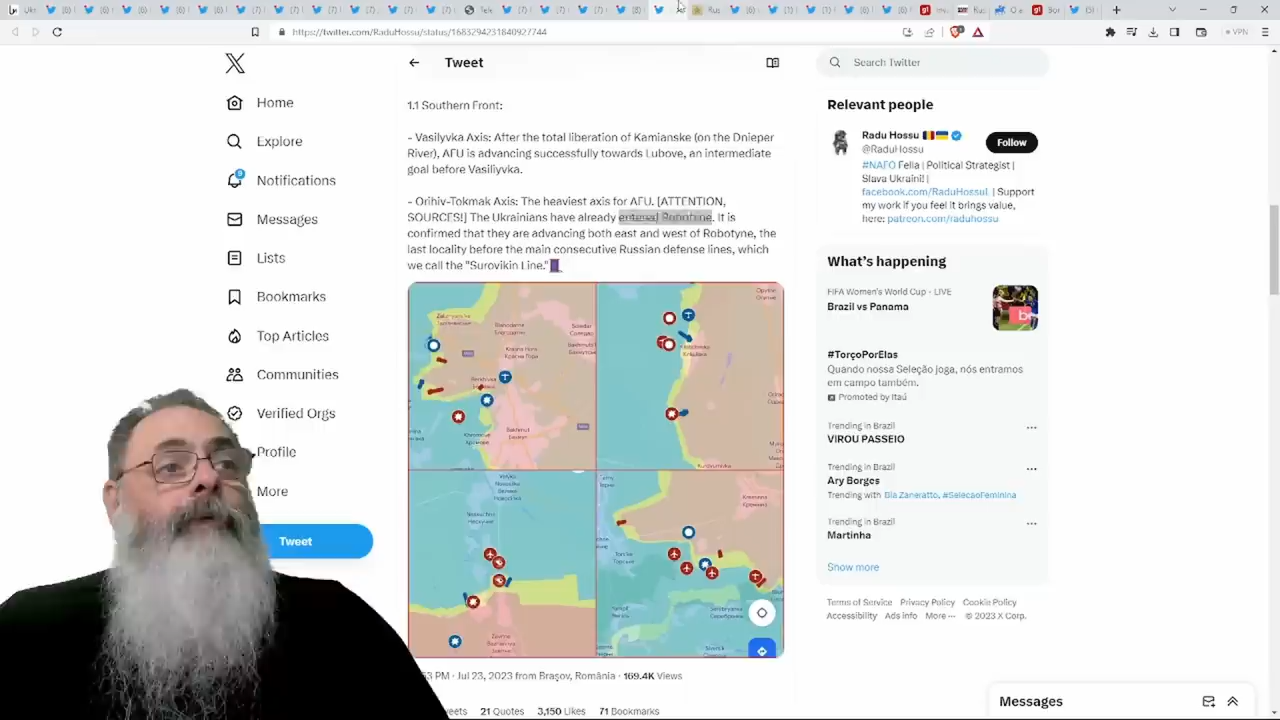 https://twitter.com/RaduHossu/status/1683294231840927744
VPN
Tweet
Search Twitter
Home
Explore
9
Notifications
Messages
Lists
Bookmarks
Top Articles
Communities
Verified Orgs
Profile
More
Tweet
1.1 Southern Front:
- Vasilyvka Axis: After the total liberation of Kamianske (on the Dnieper
River), AFU is advancing successfully towards Lubove, an intermediate
goal before Vasiliyvka.
- Orihiv-Tokmak Axis: The heaviest axis for AFU. [ATTENTION,
SOURCES!] The Ukrainians have already entered Robotine. It is
confirmed that they are advancing both east and west of Robotyne, the
last locality before the main consecutive Russian defense lines, which
we call the "Surovikin Line."
PM · Jul 23, 2023 from Brașov, România · 169.4K Views
21 Quotes 3,150 Likes 71 Bookmarks
Relevant people
Radu Hossu
@RaduHossu
Follow
#NAFO Fella | Political Strategist |
Slava Ukraini! |
facebook.com/RaduHossuL | Support
my work if you feel it brings value,
here: patreon.com/raduhossu
What's happening
FIFA Women's World Cup · LIVE
Brazil vs Panama
#TorçoPorElas
Quando nossa Seleção joga, nós entramos
em campo também.
Promoted by Itaú
Trending in Brazil
VIROU PASSEIO
Trending in Brazil
Ary Borges
Trending with Bia Zaneratto, #SelecaoFeminina
Trending in Brazil
Martinha
Show more
Terms of Service Privacy Policy Cookie Policy
Accessibility Ads info More ··· © 2023 X Corp.
Messages